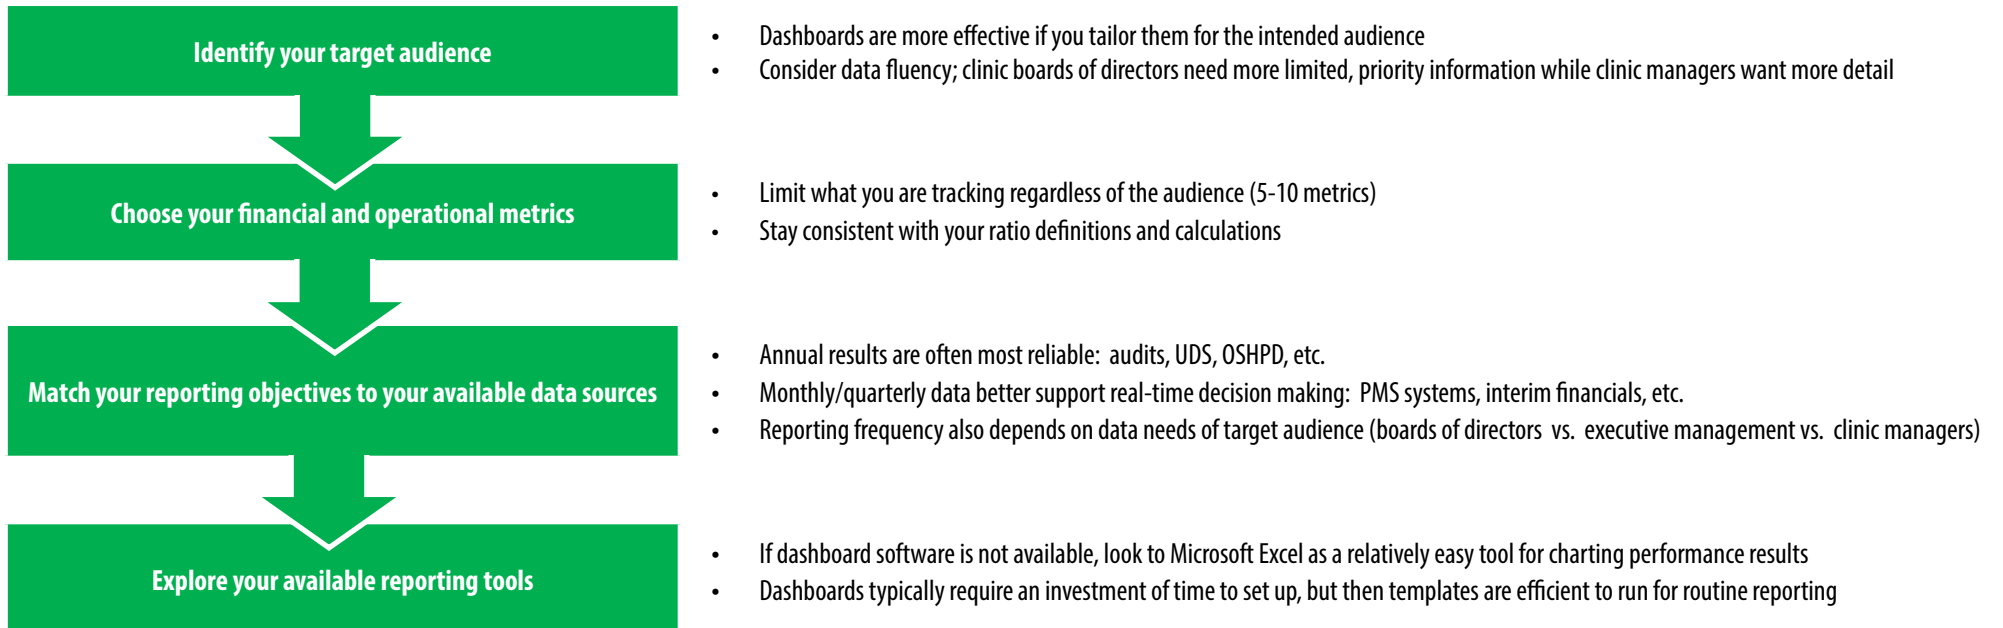 Identify your target audience
• Dashboards are more effective if you tailor them for the intended audience
• Consider data fluency; clinic boards of directors need more limited, priority information while clinic managers want more detail
Choose your financial and operational metrics
• Limit what you are tracking regardless of the audience (5-10 metrics)
• Stay consistent with your ratio definitions and calculations
Match your reporting objectives to your available data sources
• Annual results are often most reliable: audits, UDS, OSHPD, etc.
• Monthly/quarterly data better support real-time decision making: PMS systems, interim financials, etc.
• Reporting frequency also depends on data needs of target audience (boards of directors vs. executive management vs. clinic managers)
Explore your available reporting tools
• If dashboard software is not available, look to Microsoft Excel as a relatively easy tool for charting performance results
• Dashboards typically require an investment of time to set up, but then templates are efficient to run for routine reporting